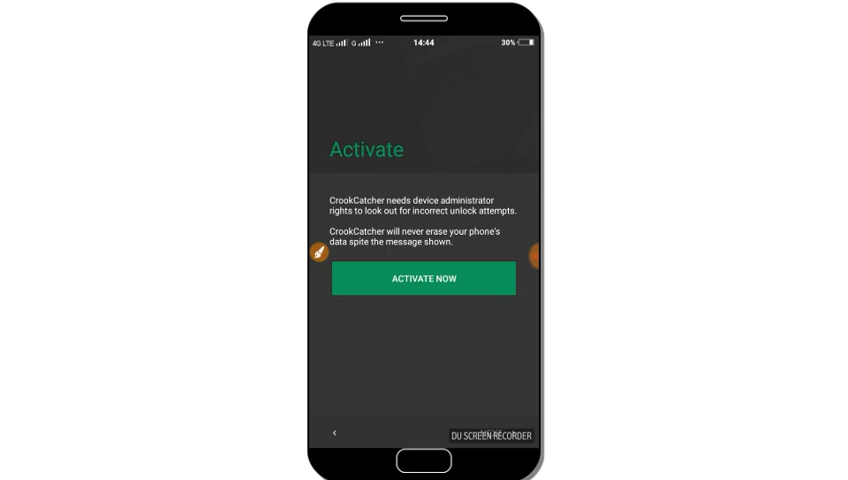 4G LTE G ... 14:44 30%
Activate
CrookCatcher needs device administrator
rights to look out for incorrect unlock attempts.
CrookCatcher will never erase your phone's
data spite the message shown.
ACTIVATE NOW
DU SCREEN RECORDER